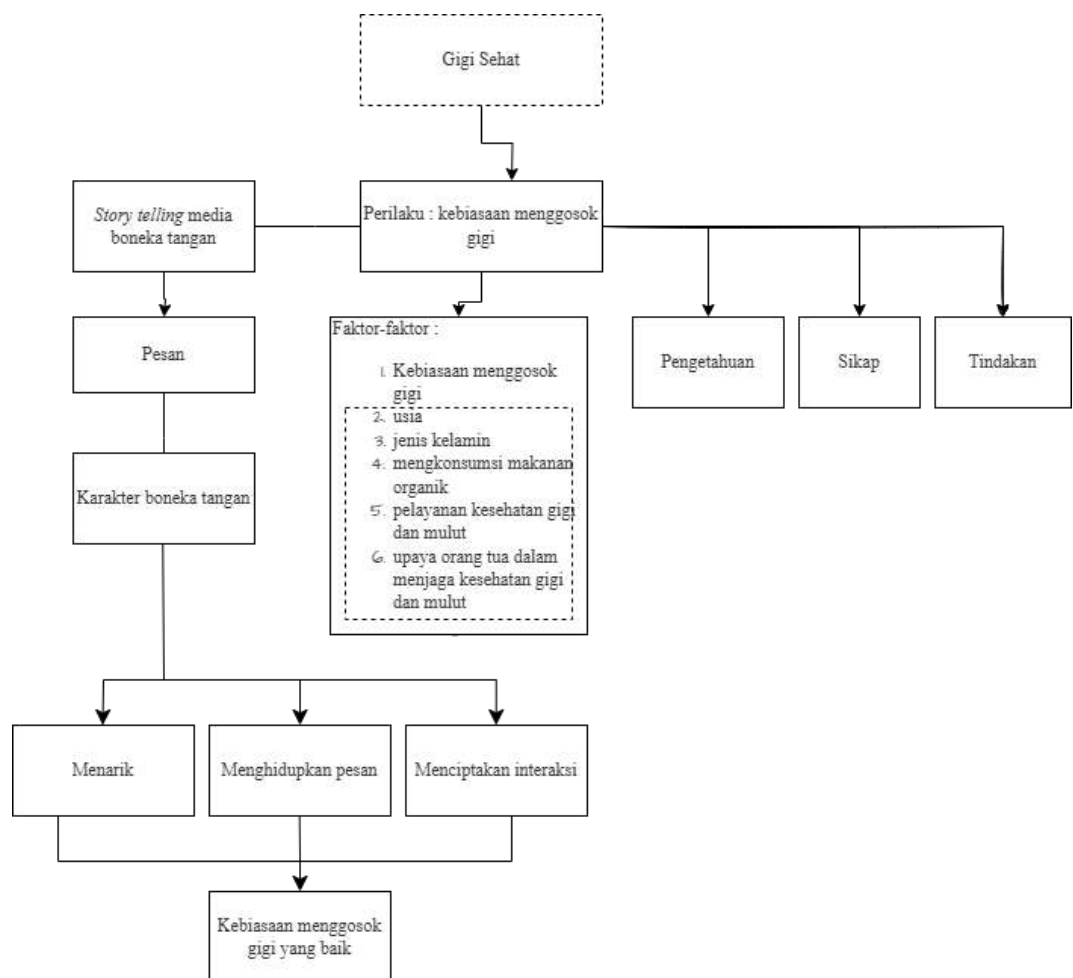 Gigi Sehat
Story telling media
boneka tangan
Perilaku : kebiasaan menggosok
gigi
Pesan
Faktor-faktor :
1. Kebiasaan menggosok
gigi
2. usia
3. jenis kelamin
4. mengkonsumsi makanan
organik
5. pelayanan kesehatan gigi
dan mulut
6. upaya orang tua dalam
menjaga kesehatan gigi
dan mulut
Pengetahuan
Sikap
Tindakan
Karakter boneka tangan
Menarik
Menghidupkan pesan
Menciptakan interaksi
Kebiasaan menggosok
gigi yang baik